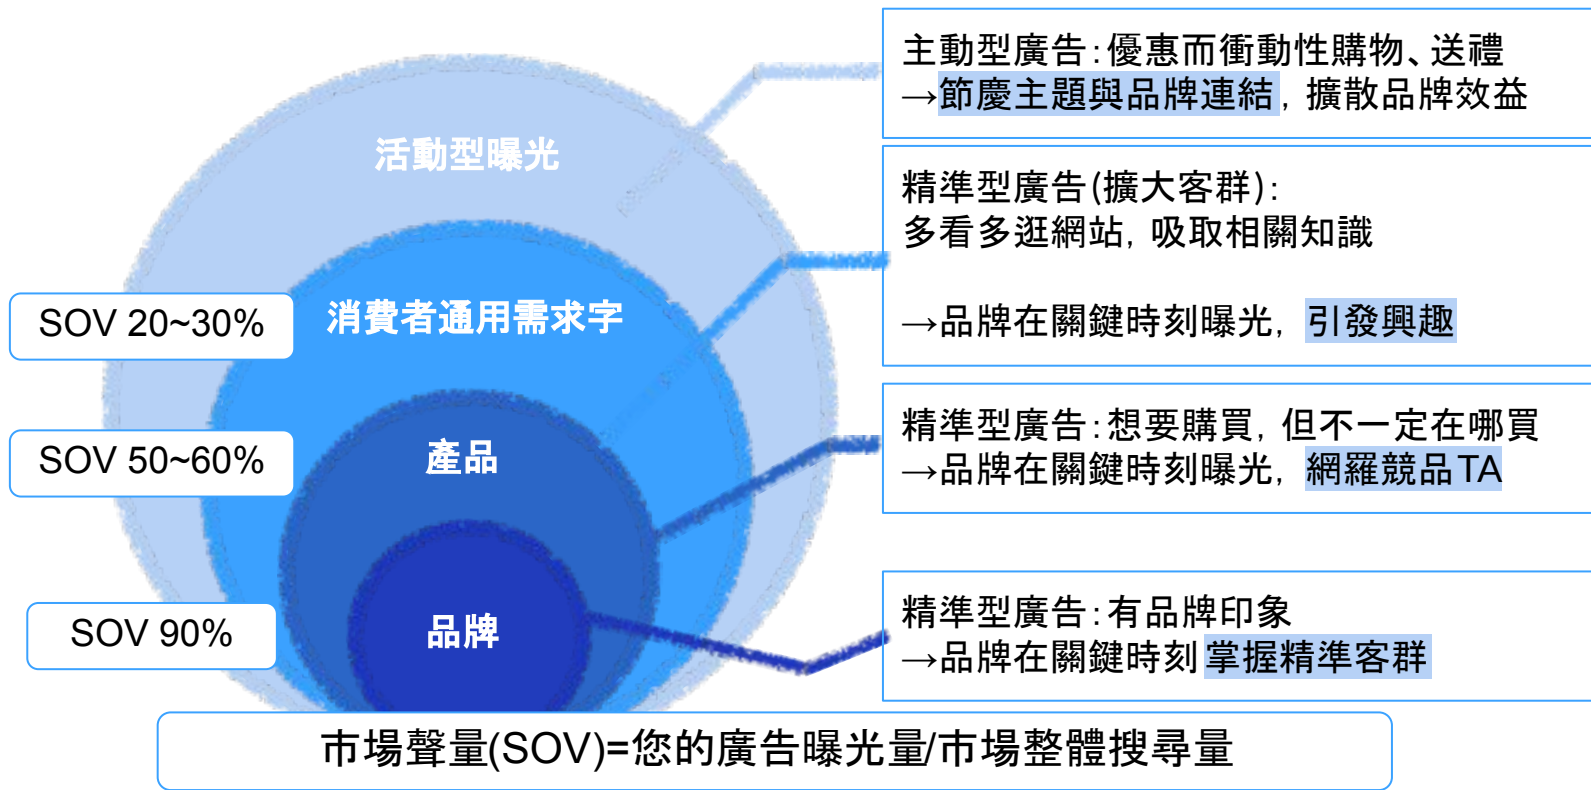 主動型廣告：優惠而衝動性購物、送禮
→節慶主題與品牌連結，擴散品牌效益
活動型曝光
精準型廣告(擴大客群)：
多看多逛網站，吸取相關知識
→品牌在關鍵時刻曝光，引發興趣
SOV 20~30%
消費者通用需求字
精準型廣告：想要購買，但不一定在哪買
→品牌在關鍵時刻曝光，網羅競品TA
SOV 50~60%
產品
精準型廣告：有品牌印象
→品牌在關鍵時刻掌握精準客群
SOV 90%
品牌
市場聲量(SOV)=您的廣告曝光量/市場整體搜尋量